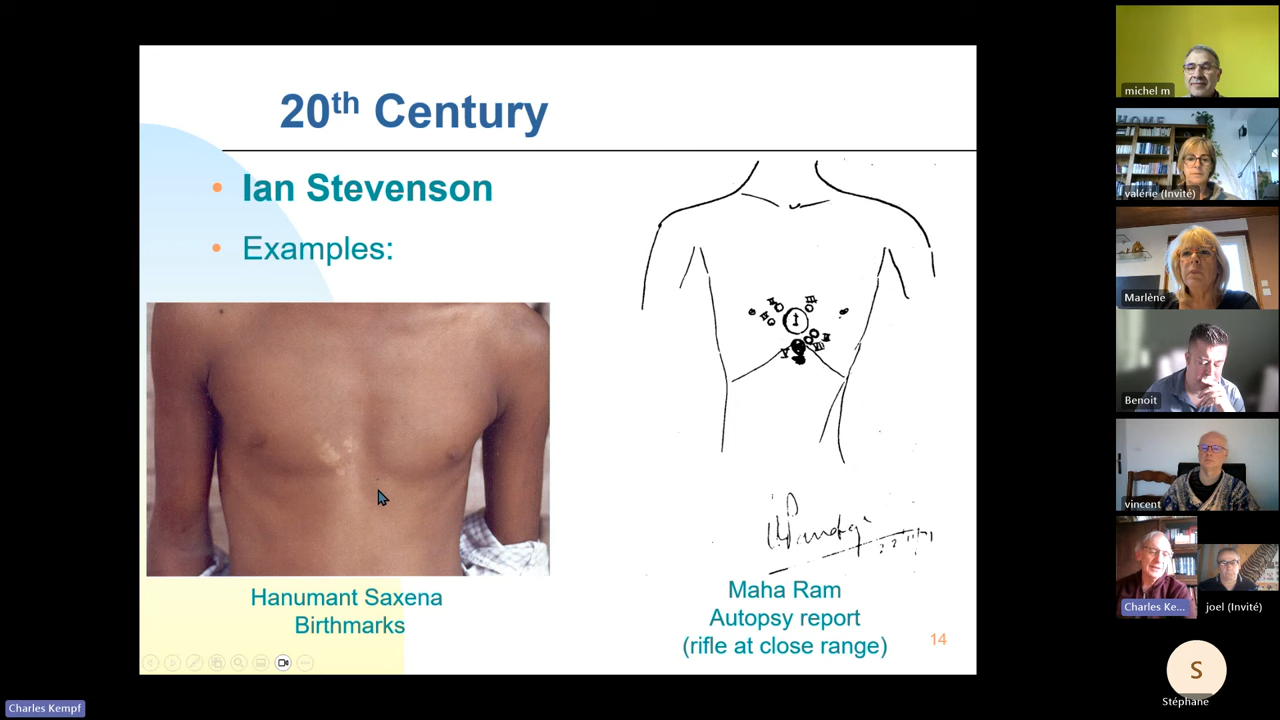 20th Century
• Ian Stevenson
• Examples:
Hanumant Saxena
Birthmarks
Maha Ram
Autopsy report
(rifle at close range)
14
Charles Kempf
michel m
HOME
valérie (Invité)
Marlène
Benoit
vincent
Charles Ke...
joel (Invité)
S
Stéphane